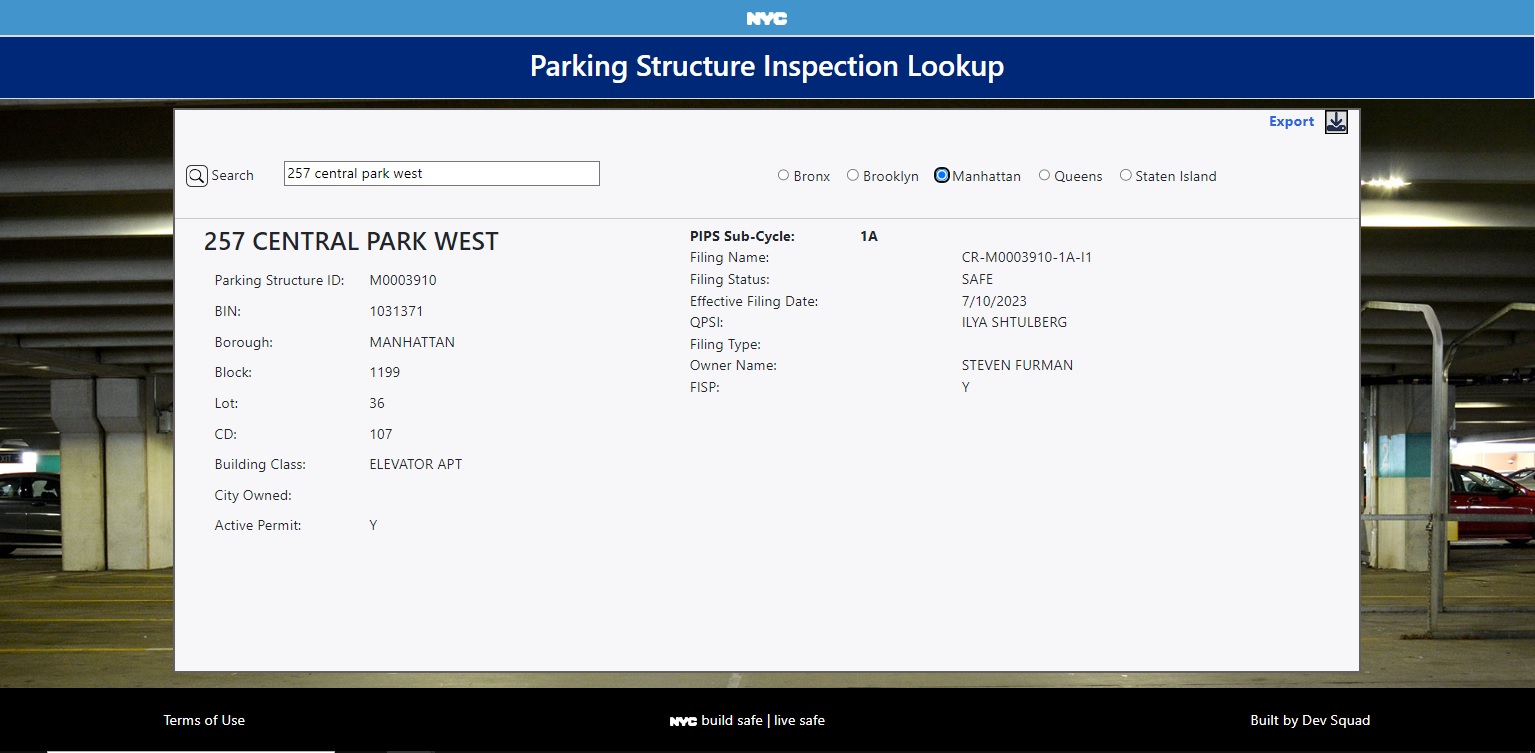 NYC
Parking Structure Inspection Lookup
Export
Search 257 central park west Bronx Brooklyn Manhattan Queens Staten Island
257 CENTRAL PARK WEST
Parking Structure ID: M0003910
BIN: 1031371
Borough: MANHATTAN
Block: 1199
Lot: 36
CD: 107
Building Class: ELEVATOR APT
City Owned:
Active Permit: Y
PIPS Sub-Cycle: 1A
Filing Name: CR-M0003910-1A-I1
Filing Status: SAFE
Effective Filing Date: 7/10/2023
QPSI: ILYA SHTULBERG
Filing Type:
Owner Name: STEVEN FURMAN
FISP: Y
Terms of Use NYC build safe | live safe Built by Dev Squad